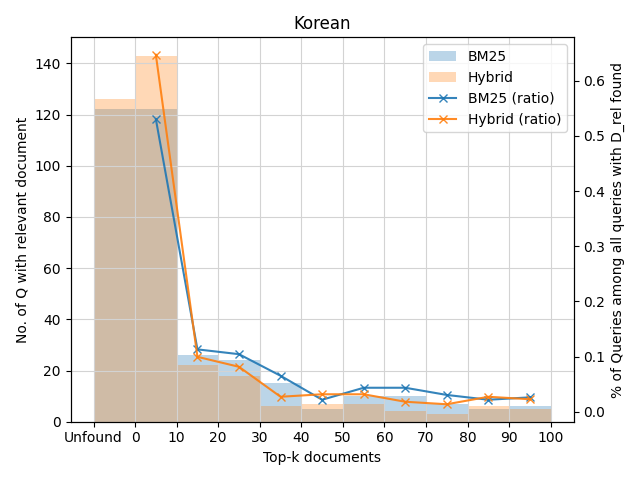 Korean
BM25
Hybrid
BM25 (ratio)
Hybrid (ratio)
No. of Q with relevant document
140
120
100
80
60
40
20
0
% of Queries among all queries with D_rel found
0.6
0.5
0.4
0.3
0.2
0.1
0.0
Unfound 0 10 20 30 40 50 60 70 80 90 100
Top-k documents